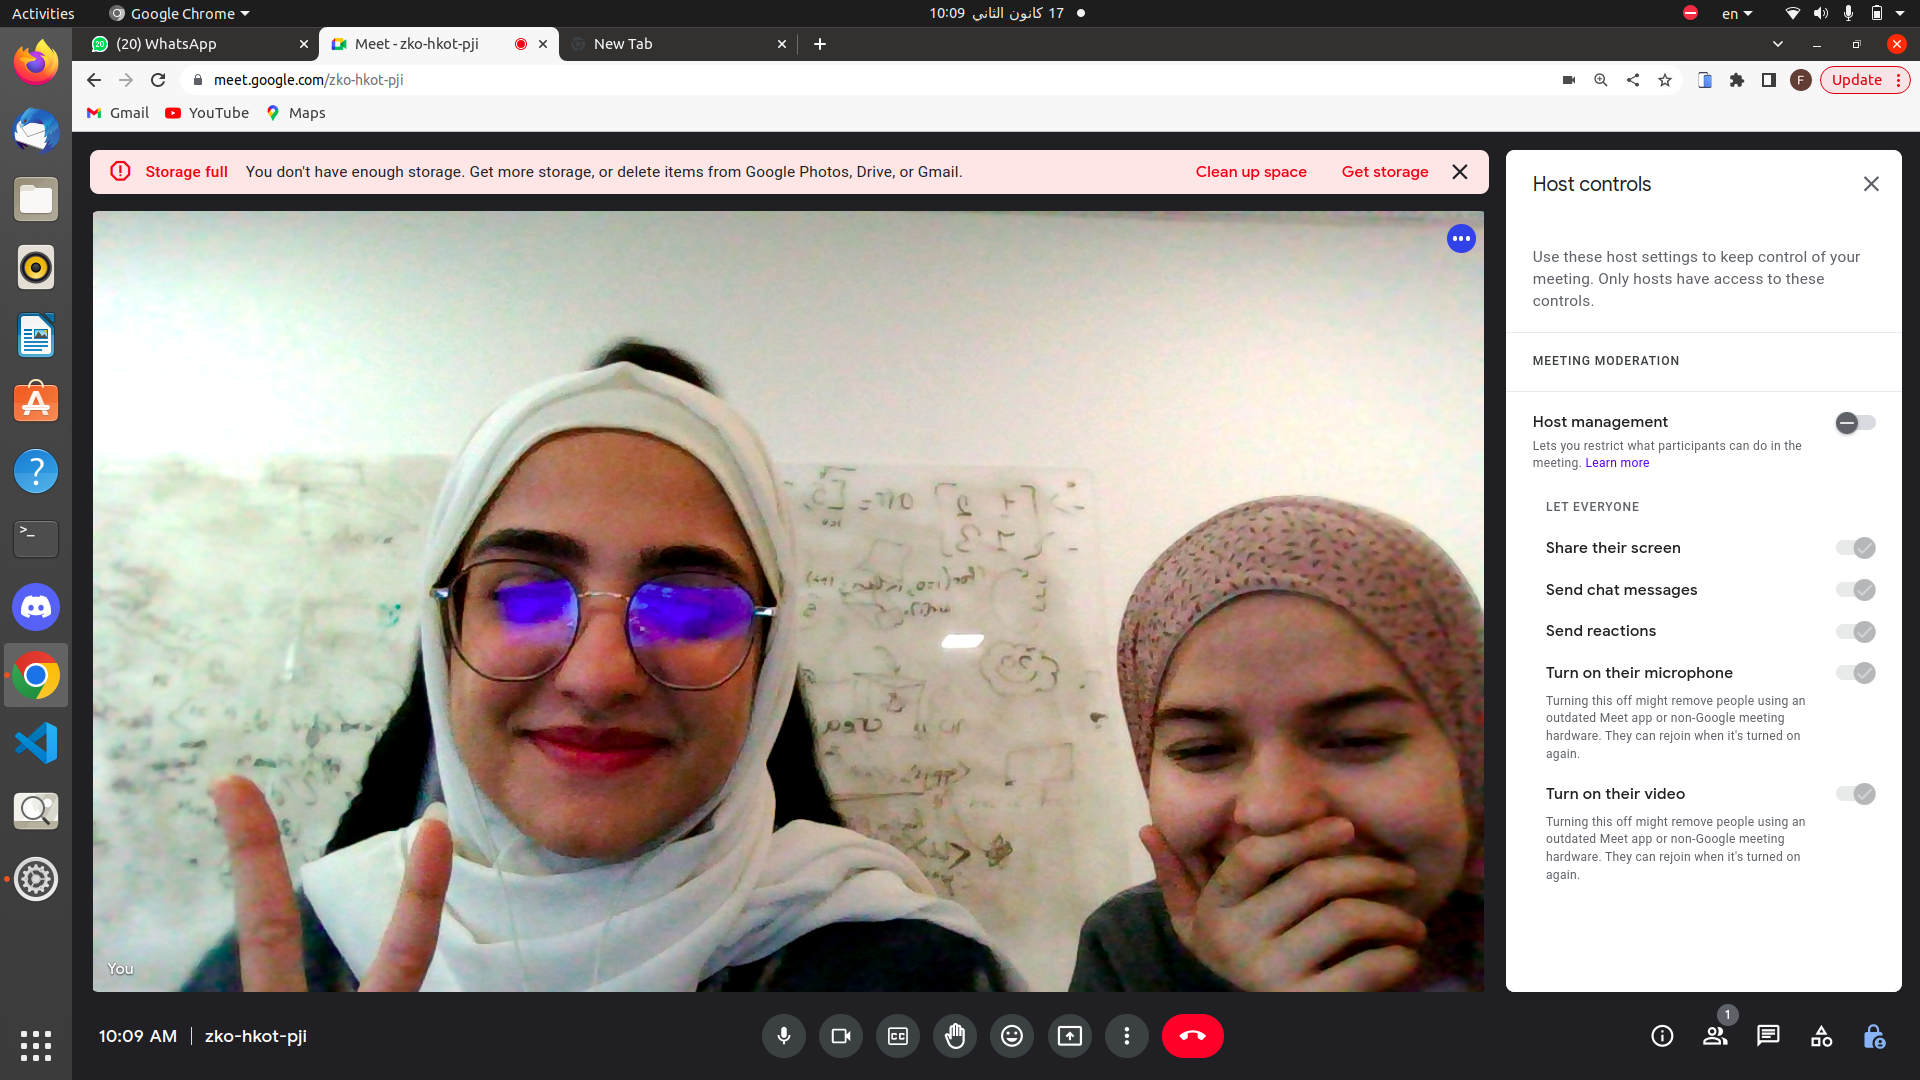 Activities
Google Chrome
10:09 17 كانون الثاني
en
(20) WhatsApp
Meet - zko-hkot-pji
New Tab
meet.google.com/zko-hkot-pji
F
Update
Gmail
YouTube
Maps
Storage full
You don't have enough storage. Get more storage, or delete items from Google Photos, Drive, or Gmail.
Clean up space
Get storage
You
Host controls
Use these host settings to keep control of your
meeting. Only hosts have access to these
controls.
MEETING MODERATION
Host management
Lets you restrict what participants can do in the
meeting. Learn more
LET EVERYONE
Share their screen
Send chat messages
Send reactions
Turn on their microphone
Turning this off might remove people using an
outdated Meet app or non-Google meeting
hardware. They can rejoin when it's turned on
again.
Turn on their video
Turning this off might remove people using an
outdated Meet app or non-Google meeting
hardware. They can rejoin when it's turned on
again.
10:09 AM
zko-hkot-pji
1